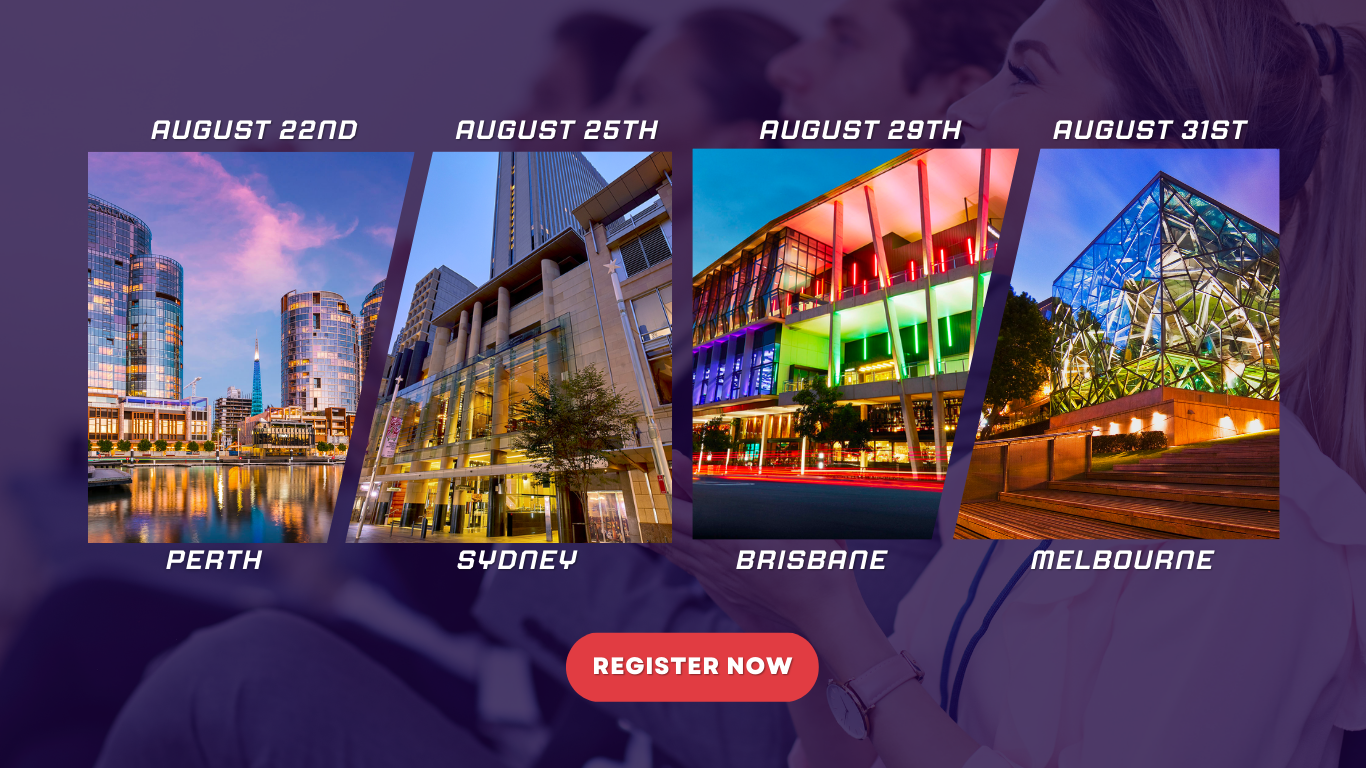 AUGUST 22ND
AUGUST 25TH
AUGUST 29TH
AUGUST 31ST
PERTH
SYDNEY
BRISBANE
MELBOURNE
REGISTER NOW